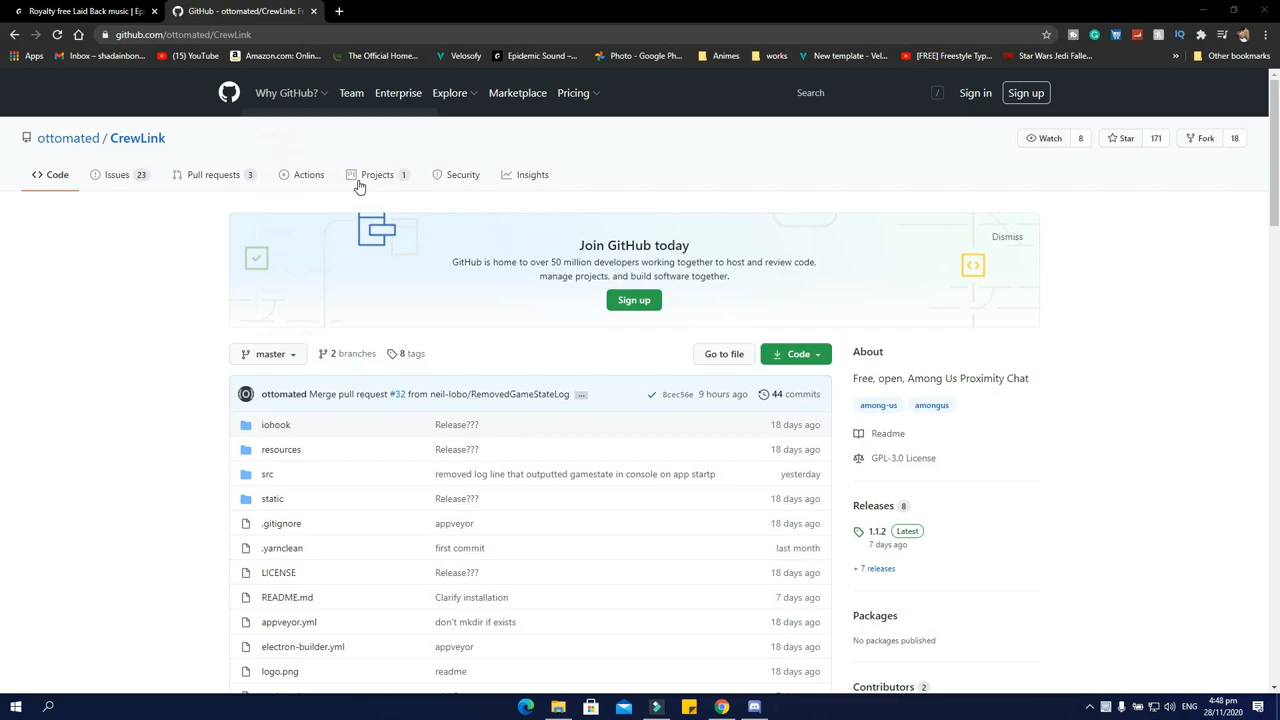 Royalty free Laid Back music | Ep
GitHub - ottomated/CrewLink: F
github.com/ottomated/CrewLink
Inbox - shadainbon...
(15) YouTube
Amazon.com: Onlin...
The Official Home...
Velosofy
Epidemic Sound –...
Photo - Google Pho...
Animes
works
New template - Vel...
[FREE] Freestyle Typ...
Star Wars Jedi Falle...
Other bookmarks
Why GitHub?
Team
Enterprise
Explore
Marketplace
Pricing
Search
/
Sign in
Sign up
ottomated / CrewLink
Watch 8
Star 171
Fork 18
Code
Issues 23
Pull requests 3
Actions
Projects 1
Security
Insights
Join GitHub today
Dismiss
GitHub is home to over 50 million developers working together to host and review code,
manage projects, and build software together.
Sign up
master
2 branches
8 tags
Go to file
Code
ottomated Merge pull request #32 from neil-lobo/RemovedGameStateLog ...
8cec56e 9 hours ago
44 commits
iohook Release??? 18 days ago
resources Release??? 18 days ago
src removed log line that outputted gamestate in console on app startp yesterday
static Release??? 18 days ago
.gitignore appveyor 18 days ago
.yarnclean first commit last month
LICENSE Release??? 18 days ago
README.md Clarify installation 7 days ago
appveyor.yml don't mkdir if exists 18 days ago
electron-builder.yml appveyor 18 days ago
logo.png readme 18 days ago
About
Free, open, Among Us Proximity Chat
among-us amongus
Readme
GPL-3.0 License
Releases 8
1.1.2 Latest
7 days ago
+ 7 releases
Packages
No packages published
Contributors 2
4:48 pm
28/11/2020